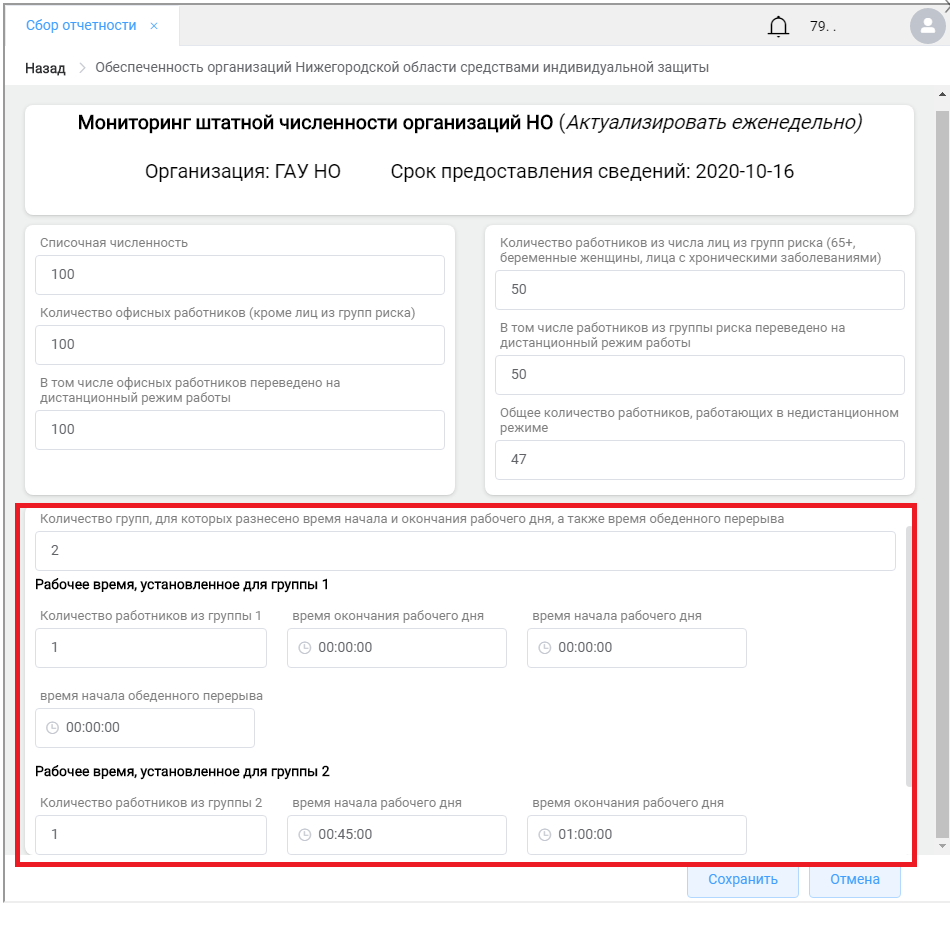 Сбор отчетности ×
79. .
Назад > Обеспеченность организаций Нижегородской области средствами индивидуальной защиты
Мониторинг штатной численности организаций НО (Актуализировать еженедельно)
Организация: ГАУ НО Срок предоставления сведений: 2020-10-16
Списочная численность
100
Количество офисных работников (кроме лиц из групп риска)
100
В том числе офисных работников переведено на
дистанционный режим работы
100
Количество работников из числа лиц из групп риска (65+,
беременные женщины, лица с хроническими заболеваниями)
50
В том числе работников из группы риска переведено на
дистанционный режим работы
50
Общее количество работников, работающих в недистанционном
режиме
47
Количество групп, для которых разнесено время начала и окончания рабочего дня, а также время обеденного перерыва
2
Рабочее время, установленное для группы 1
Количество работников из группы 1 время окончания рабочего дня время начала рабочего дня
1 00:00:00 00:00:00
время начала обеденного перерыва
00:00:00
Рабочее время, установленное для группы 2
Количество работников из группы 2 время начала рабочего дня время окончания рабочего дня
1 00:45:00 01:00:00
Сохранить Отмена